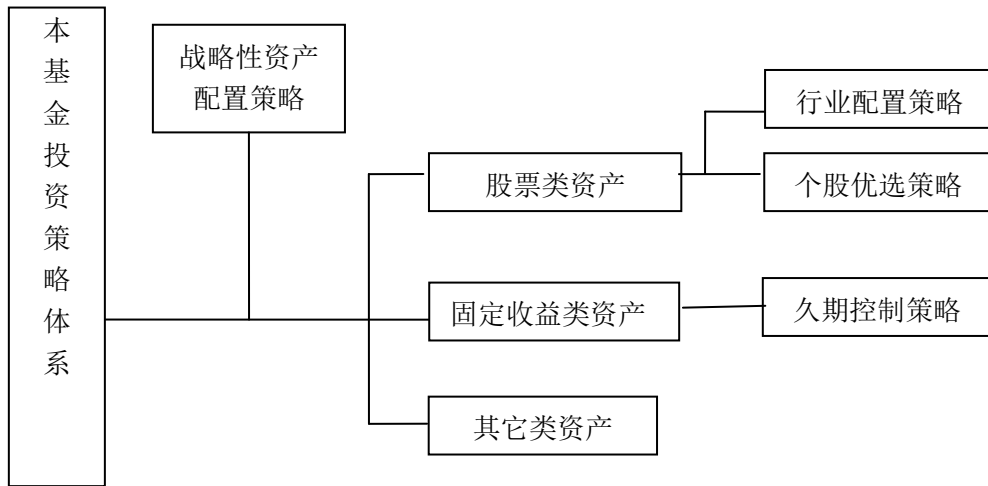 本基金投资策略体系
战略性资产
配置策略
行业配置策略
股票类资产
个股优选策略
固定收益类资产
久期控制策略
其它类资产